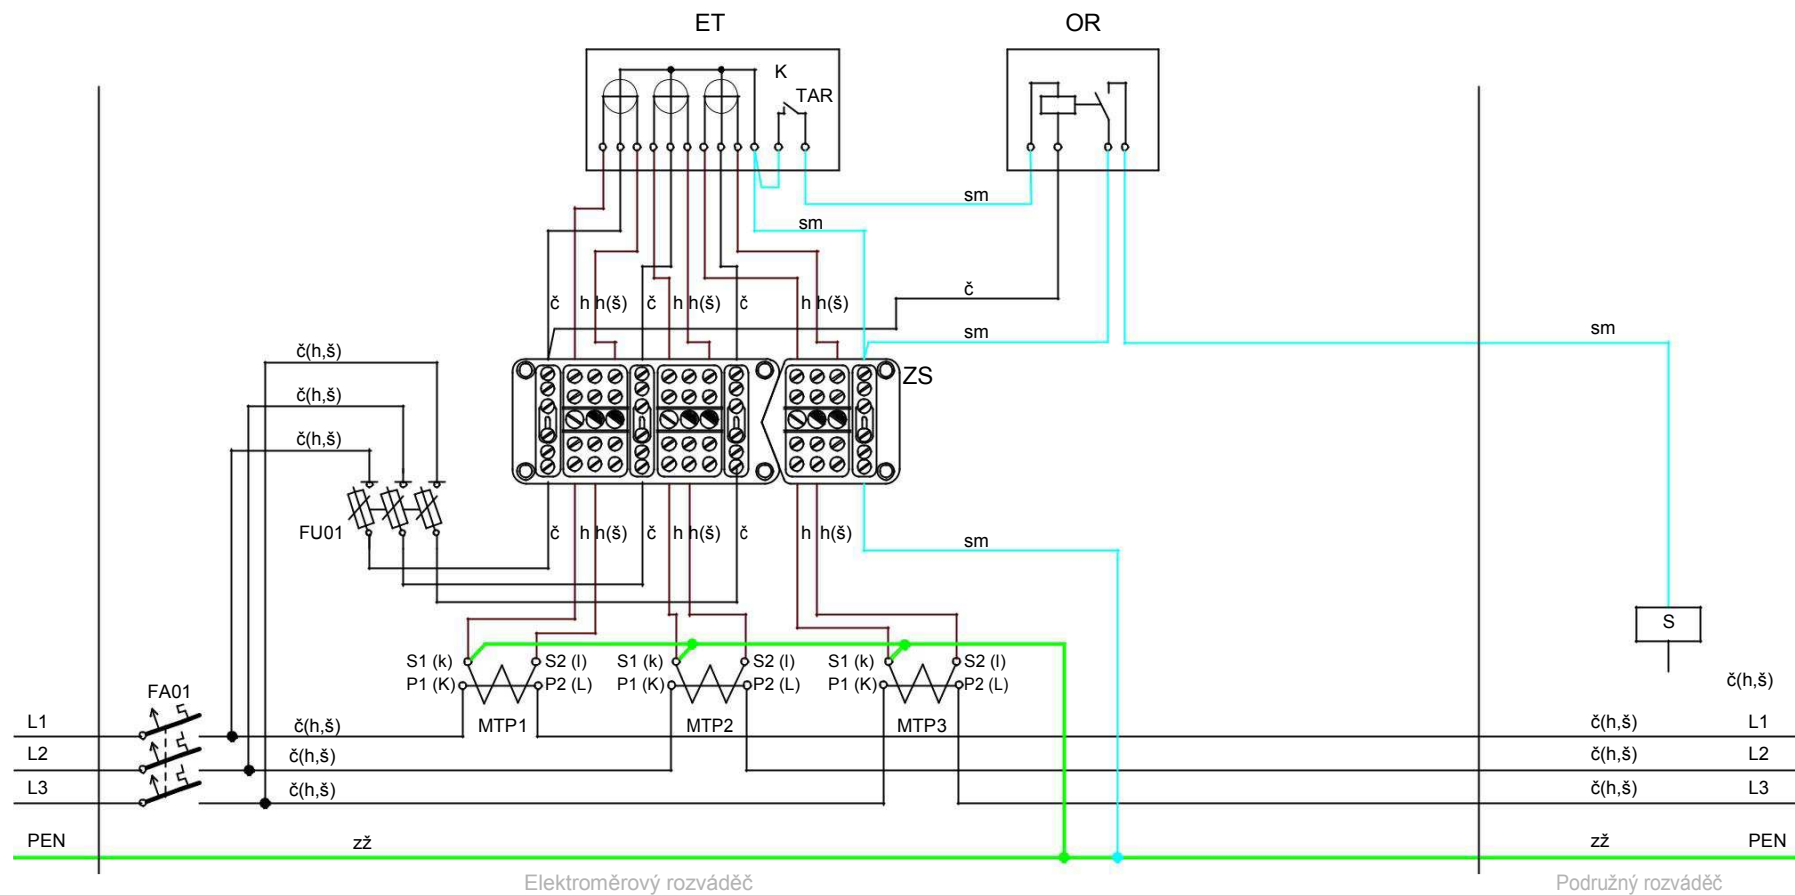 ET OR
K
TAR
sm
sm
č
č h h(š) č h h(š) č h h(š)
sm
sm
č(h,š)
ZS
č(h,š)
č(h,š)
FU01
č h h(š) č h h(š) č h h(š)
sm
S
S1 (k) S2 (l) S1 (k) S2 (l) S1 (k) S2 (l)
P1 (K) P2 (L) P1 (K) P2 (L) P1 (K) P2 (L)
č(h,š)
FA01
L1 č(h,š) MTP1 MTP2 MTP3 č(h,š) L1
L2 č(h,š) č(h,š) L2
L3 č(h,š) č(h,š) L3
PEN zž zž PEN
Elektroměrový rozváděč Podružný rozváděč